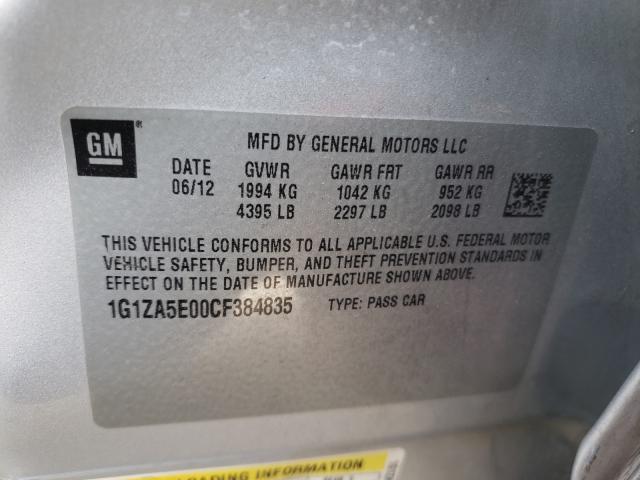 GM ®
MFD BY GENERAL MOTORS LLC
DATE GVWR GAWR FRT GAWR RR
06/12 1994 KG 1042 KG 952 KG
4395 LB 2297 LB 2098 LB
THIS VEHICLE CONFORMS TO ALL APPLICABLE U.S. FEDERAL MOTOR
VEHICLE SAFETY, BUMPER, AND THEFT PREVENTION STANDARDS IN
EFFECT ON THE DATE OF MANUFACTURE SHOWN ABOVE.
1G1ZA5E00CF384835 TYPE: PASS CAR
LOADING INFORMATION